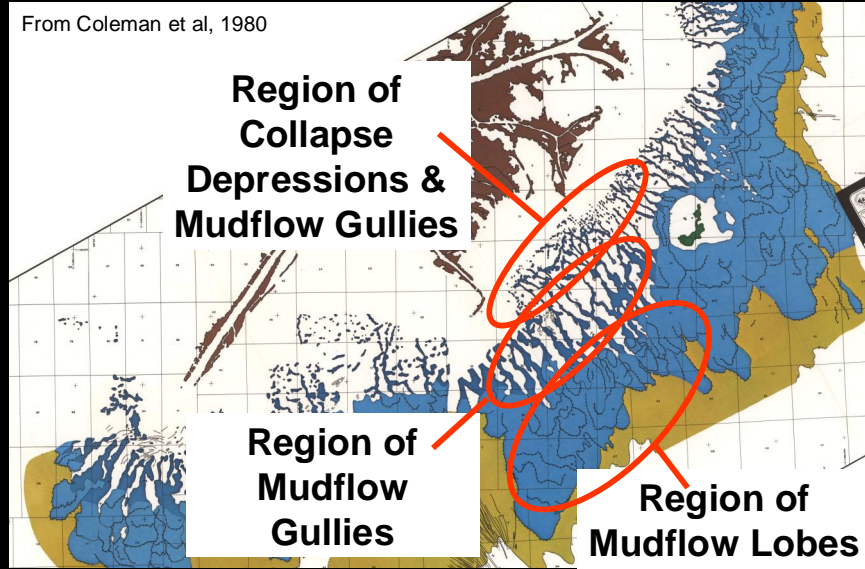 From Coleman et al, 1980
Region of
Collapse
Depressions &
Mudflow Gullies
Region of
Mudflow
Gullies
Region of
Mudflow Lobes